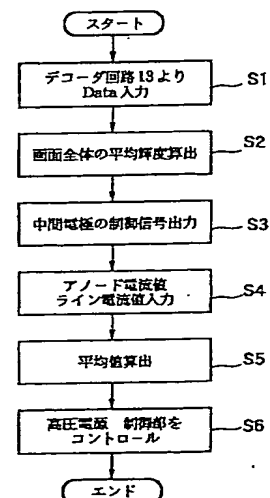 スタート
デコーダ回路13より
Data入力
S1
画面全体の平均輝度算出
S2
中間電極の制御信号出力
S3
アノード電流値
ライン電流値入力
S4
平均値算出
S5
高圧電源 制御部を
コントロール
S6
エンド